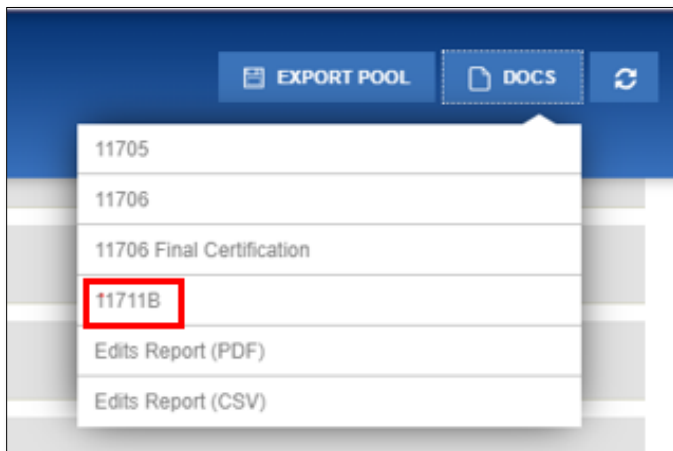 EXPORT POOL DOCS
11705
11706
11706 Final Certification
11711B
Edits Report (PDF)
Edits Report (CSV)